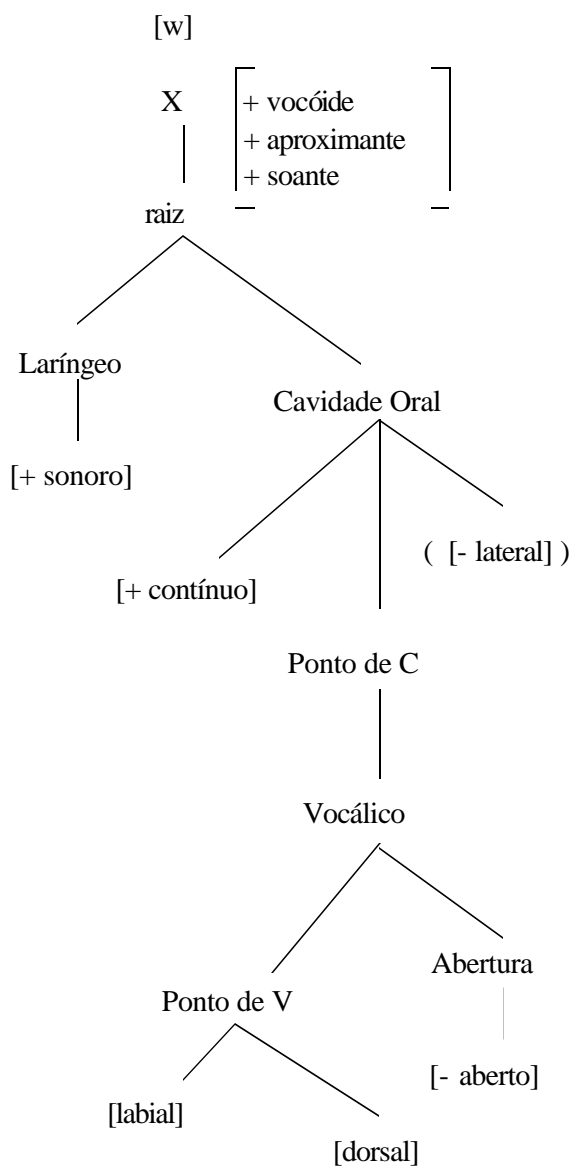 [w]
X + vocóide
+ aproximante
+ soante
raiz
Laríngeo
Cavidade Oral
[+ sonoro]
( [- lateral] )
[+ contínuo]
Ponto de C
Vocálico
Abertura
Ponto de V
[- aberto]
[labial]
[dorsal]